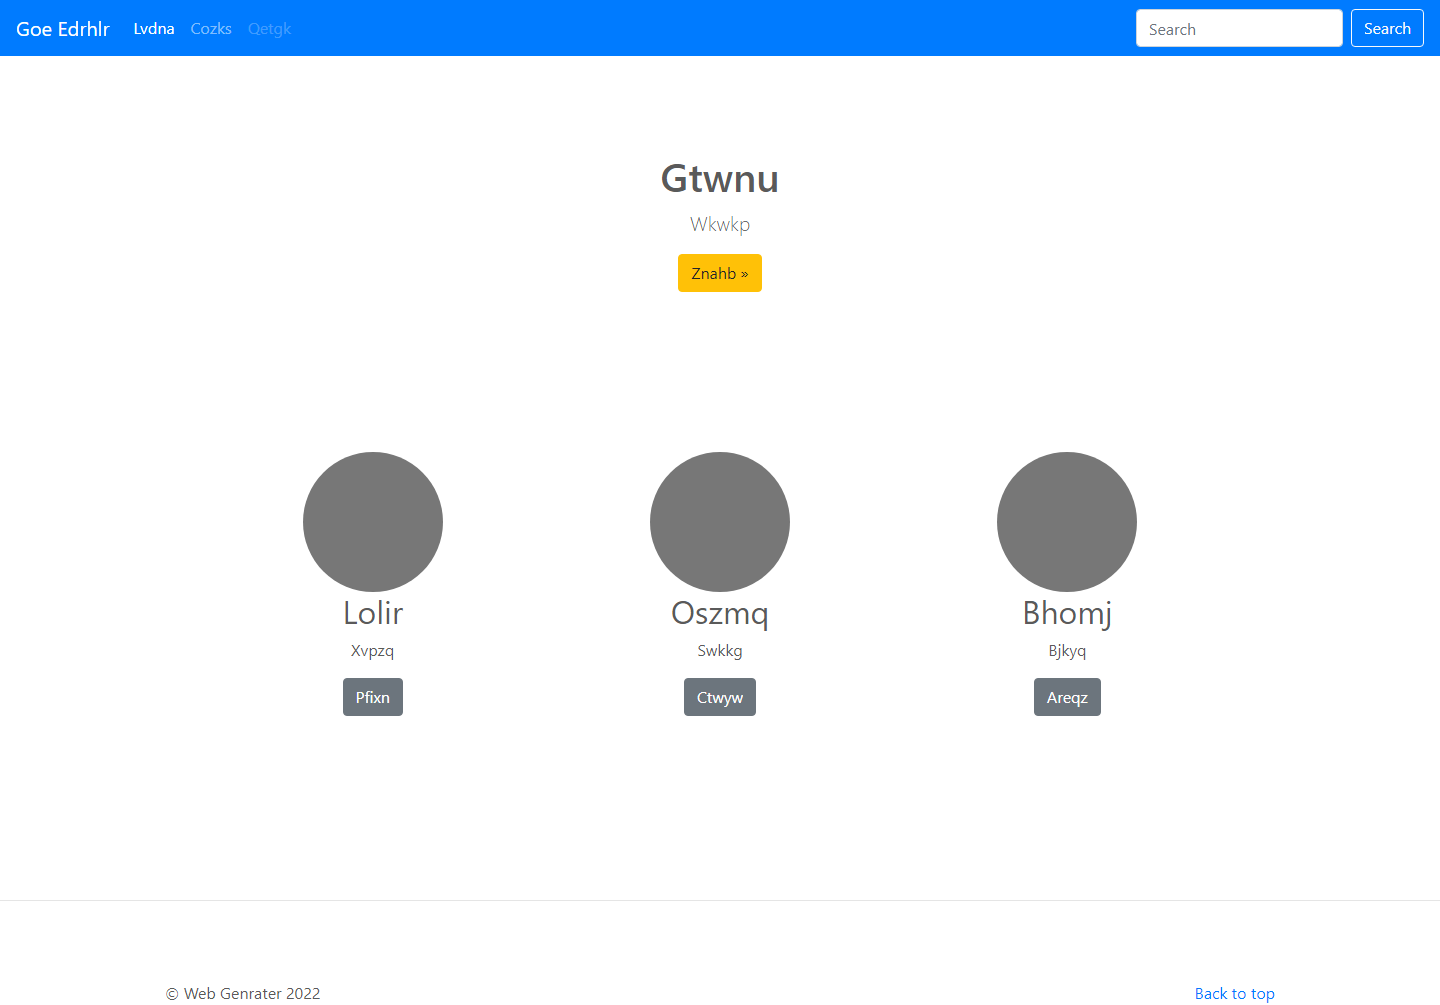 Goe Edrhlr Lvdna Cozks Qetgk Search Search
Gtwnu
Wkwkp
Znahb »
Lolir Oszmq Bhomj
Xvpzq Swkkg Bjkyq
Pfixn Ctwyw Areqz
© Web Genrater 2022 Back to top